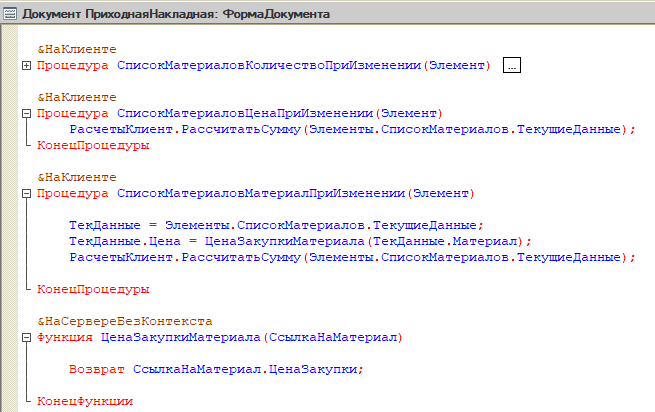 Документ ПриходнаяНакладная: ФормаДокумента
&НаКлиенте
Процедура СписокМатериаловКоличествоПриИзменении(Элемент) ...
&НаКлиенте
Процедура СписокМатериаловЦенаПриИзменении(Элемент)
РасчетыКлиент.РассчитатьСумму(Элементы.СписокМатериалов.ТекущиеДанные);
КонецПроцедуры
&НаКлиенте
Процедура СписокМатериаловМатериалПриИзменении(Элемент)
ТекДанные = Элементы.СписокМатериалов.ТекущиеДанные;
ТекДанные.Цена = ЦенаЗакупкиМатериала(ТекДанные.Материал);
РасчетыКлиент.РассчитатьСумму(Элементы.СписокМатериалов.ТекущиеДанные);
КонецПроцедуры
&НаСервереБезКонтекста
Функция ЦенаЗакупкиМатериала(СсылкаНаМатериал)
Возврат СсылкаНаМатериал.ЦенаЗакупки;
КонецФункции